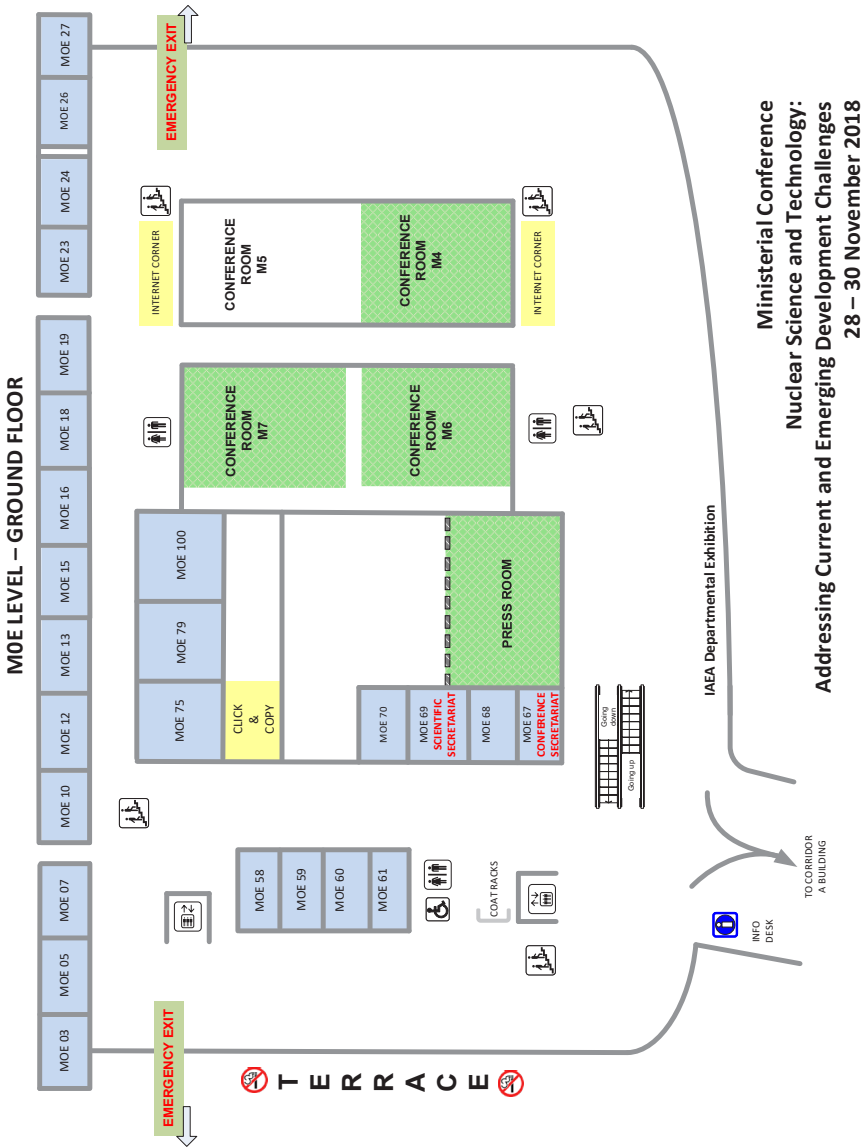 M0E LEVEL – GROUND FLOOR
MOE 03
MOE 05
MOE 07
MOE 10
MOE 12
MOE 13
MOE 15
MOE 16
MOE 18
MOE 19
MOE 23
MOE 24
MOE 26
MOE 27
EMERGENCY EXIT
EMERGENCY EXIT
MOE 75
MOE 79
MOE 100
CLICK
&
COPY
CONFERENCE
ROOM
M7
CONFERENCE
ROOM
M6
INTERNET CORNER
CONFERENCE
ROOM
M5
CONFERENCE
ROOM
M4
INTERNET CORNER
MOE 58
MOE 59
MOE 60
MOE 61
MOE 70
MOE 69
SCIENTIFIC
SECRETARIAT
MOE 68
MOE 67
CONFERENCE
SECRETARIAT
PRESS ROOM
TERRACE
COAT RACKS
Going
down
Going up
INFO
DESK
TO CORRIDOR
A BUILDING
IAEA Departmental Exhibition
Ministerial Conference
Nuclear Science and Technology:
Addressing Current and Emerging Development Challenges
28 – 30 November 2018